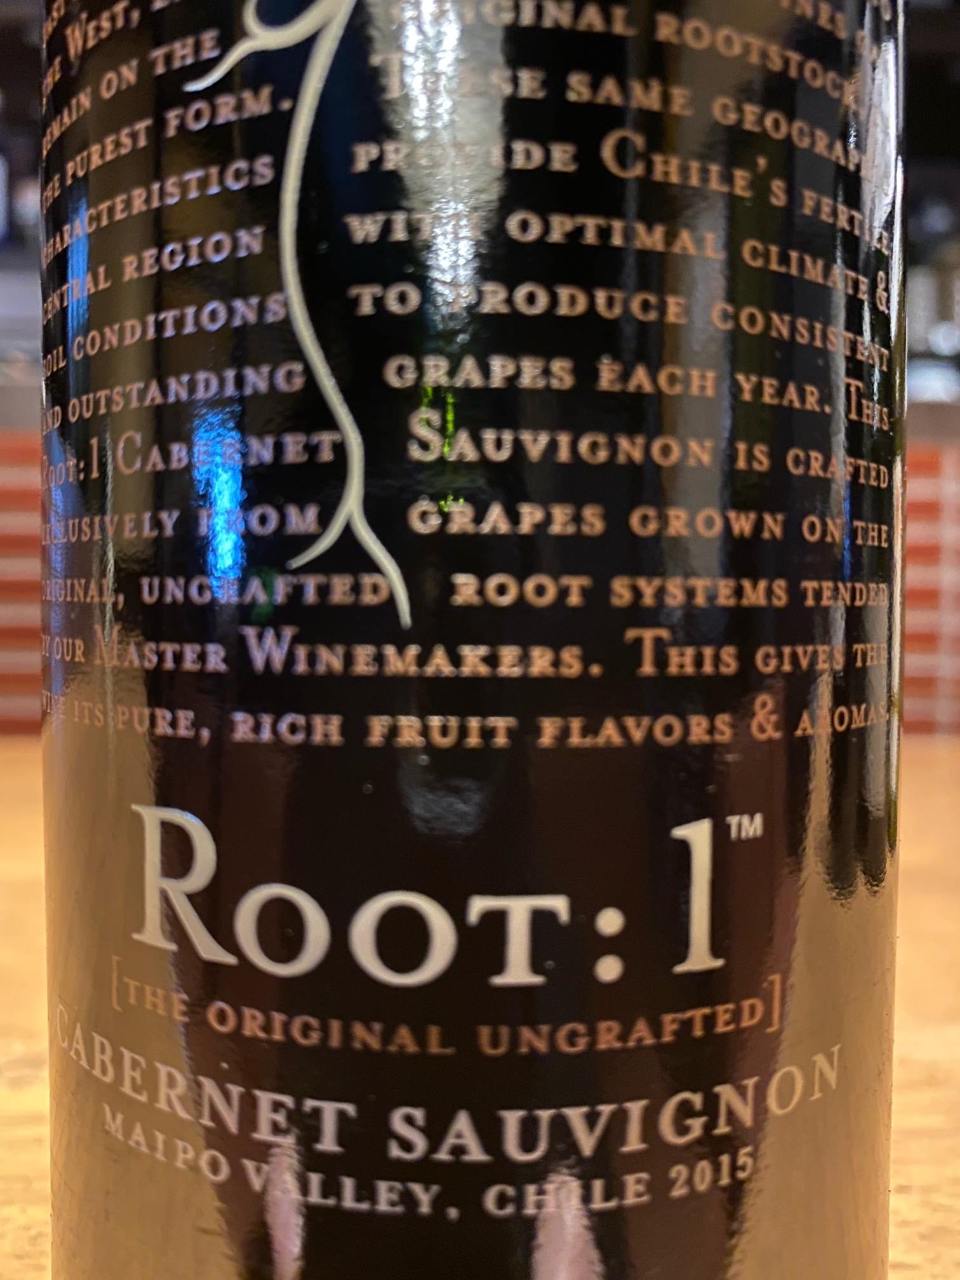 THE WEST,
REMAIN ON THE ORIGINAL ROOTSTOCK
THE PUREST FORM. THESE SAME
CHARACTERISTICS PROVIDE CHILE'S FERTILE
CENTRAL REGION WITH OPTIMAL CLIMATE &
SOIL CONDITIONS TO PRODUCE CONSISTENT
AND OUTSTANDING GRAPES EACH YEAR. THIS
ROOT:1 CABERNET SAUVIGNON IS CRAFTED
EXCLUSIVELY FROM GRAPES GROWN ON THE
ORIGINAL, UNGRAFTED ROOT SYSTEMS TENDED
BY OUR MASTER WINEMAKERS. THIS GIVES THE
WINE ITS PURE, RICH FRUIT FLAVORS & AROMAS.
ROOT:1™
[THE ORIGINAL UNGRAFTED]
CABERNET SAUVIGNON
MAIPO VALLEY, CHILE 2015